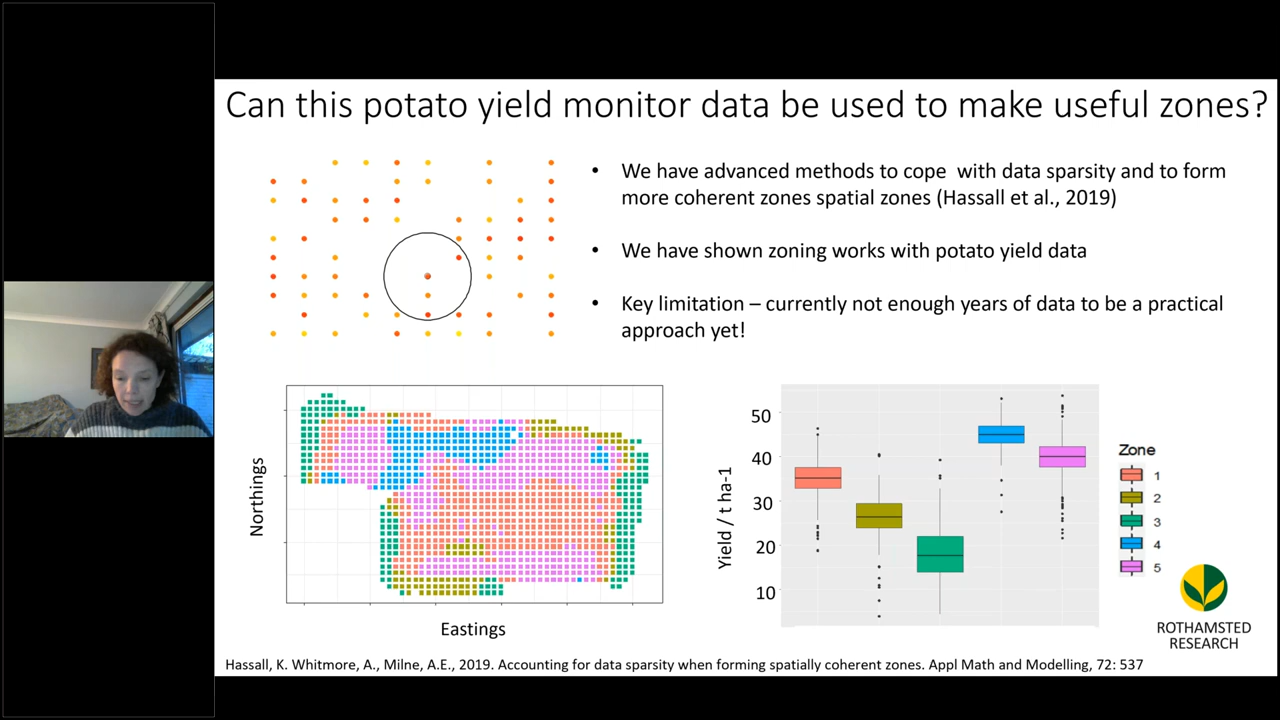 Can this potato yield monitor data be used to make useful zones?
• We have advanced methods to cope with data sparsity and to form
more coherent zones spatial zones (Hassall et al., 2019)
• We have shown zoning works with potato yield data
• Key limitation – currently not enough years of data to be a practical
approach yet!
Northings
Eastings
Yield / t ha-1
50
40
30
20
10
Zone
1
2
3
4
5
ROTHAMSTED
RESEARCH
Hassall, K. Whitmore, A., Milne, A.E., 2019. Accounting for data sparsity when forming spatially coherent zones. Appl Math and Modelling, 72: 537